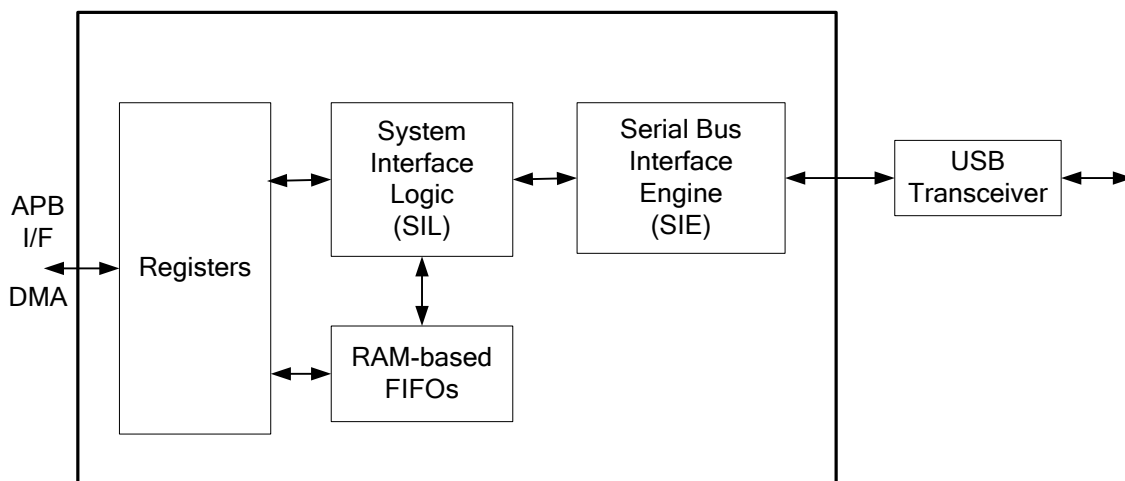 APB
I/F
DMA
Registers
System
Interface
Logic
(SIL)
RAM-based
FIFOs
Serial Bus
Interface
Engine
(SIE)
USB
Transceiver